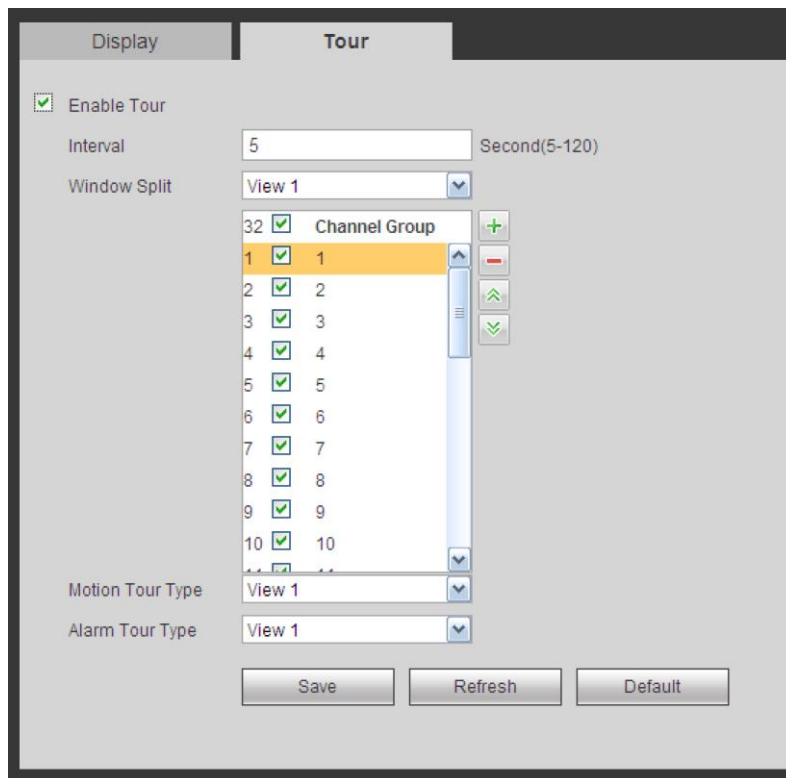 Display Tour
Enable Tour
Interval 5 Second(5-120)
Window Split View 1
32 Channel Group
1 1
2 2
3 3
4 4
5 5
6 6
7 7
8 8
9 9
10 10
Motion Tour Type View 1
Alarm Tour Type View 1
Save Refresh Default